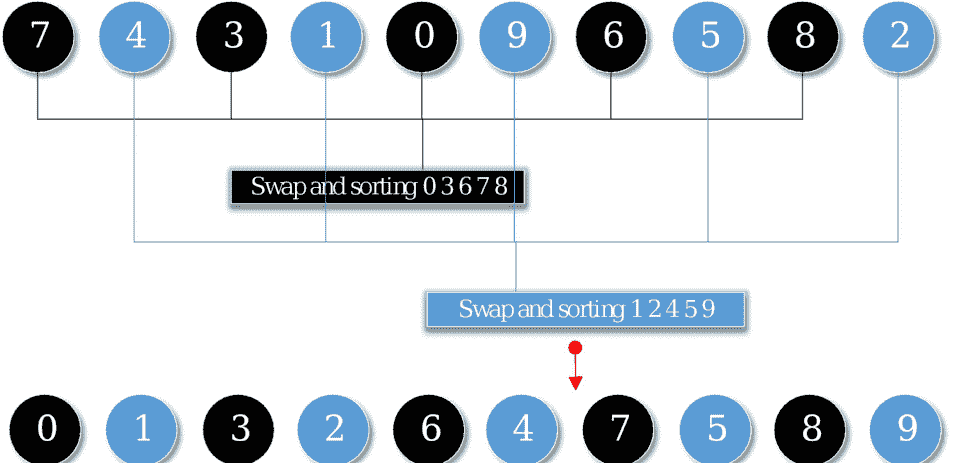 7 4 3 1 0 9 6 5 8 2
Swap and sorting 0 3 6 7 8
Swap and sorting 1 2 4 5 9
0 1 3 2 6 4 7 5 8 9